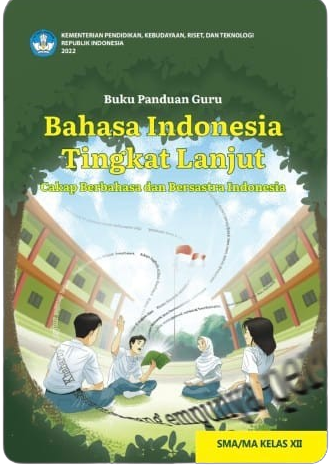 KEMENTERIAN PENDIDIKAN, KEBUDAYAAN, RISET, DAN TEKNOLOGI
REPUBLIK INDONESIA
2022
Buku Panduan Guru
Bahasa Indonesia
Tingkat Lanjut
Cakap Berbahasa dan Bersastra Indonesia
SMA/MA KELAS XII